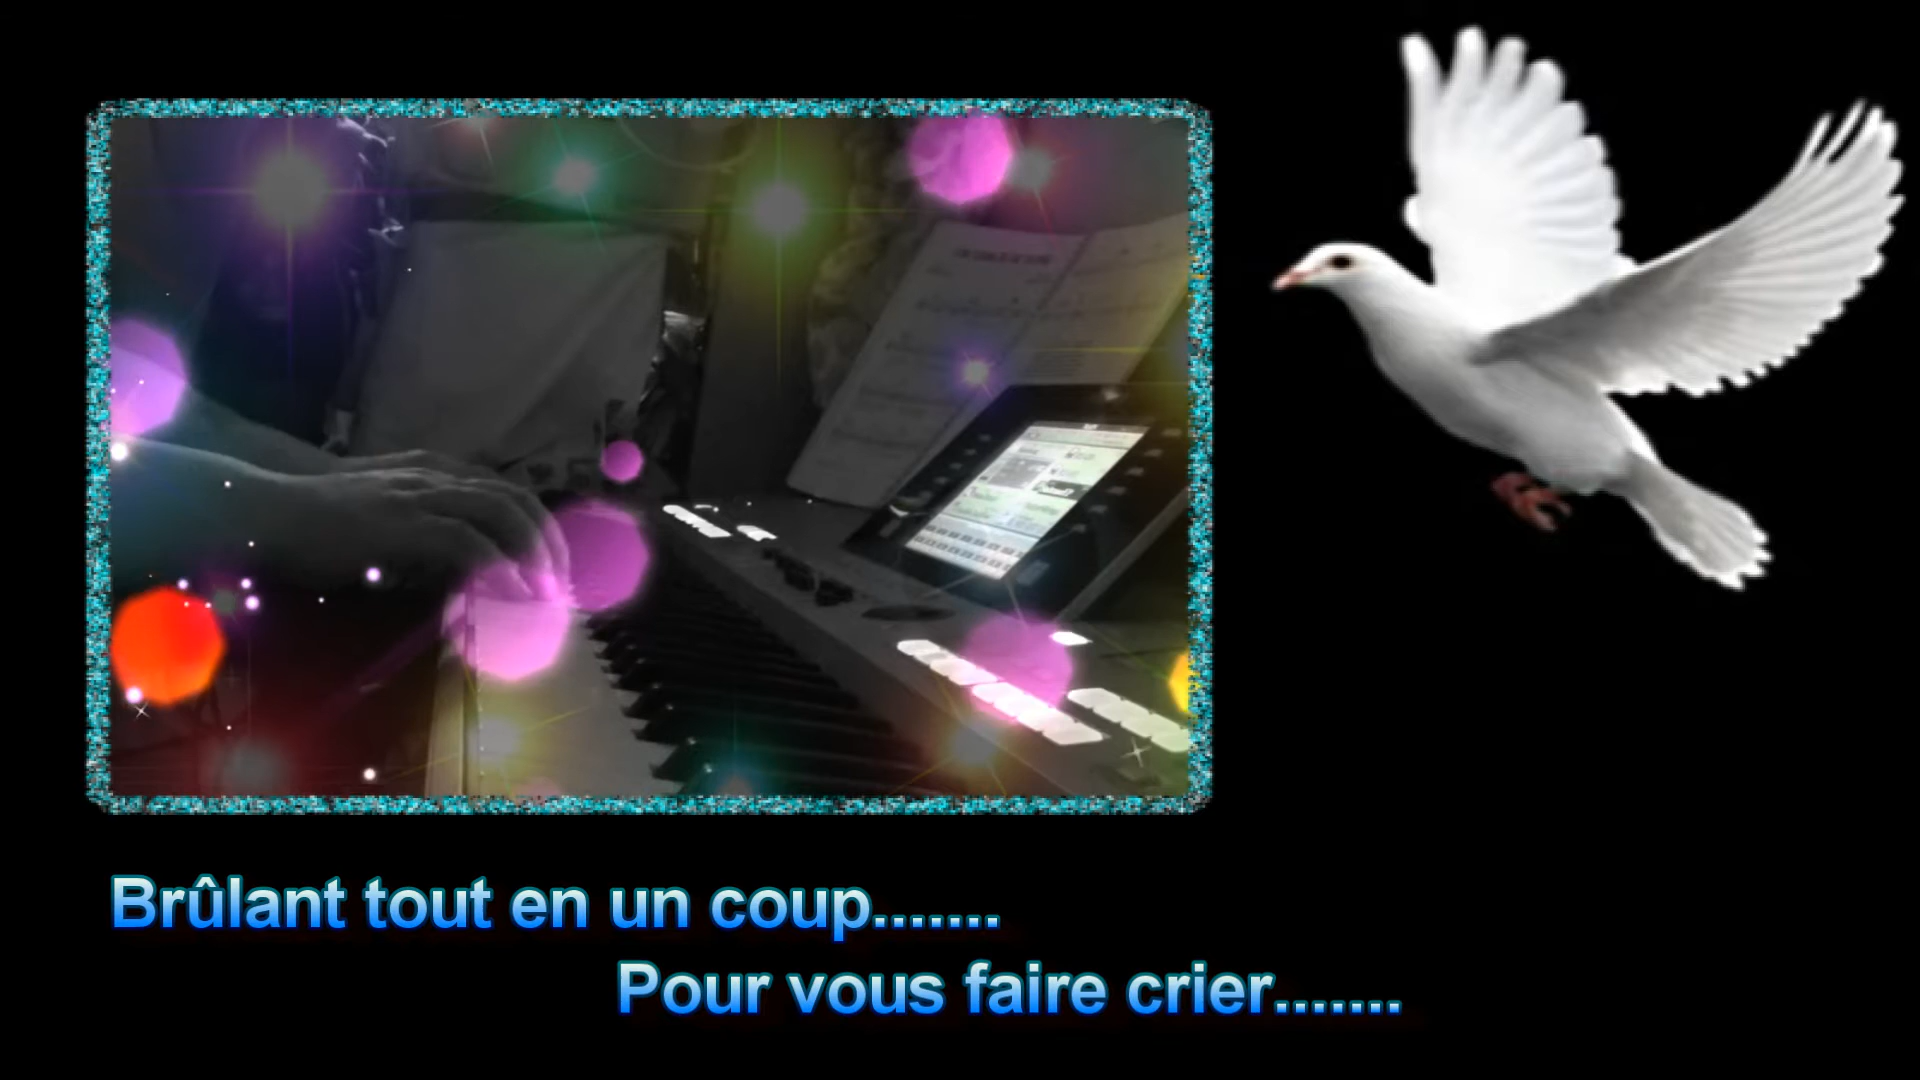 Brûlant tout en un coup.......
Pour vous faire crier.......